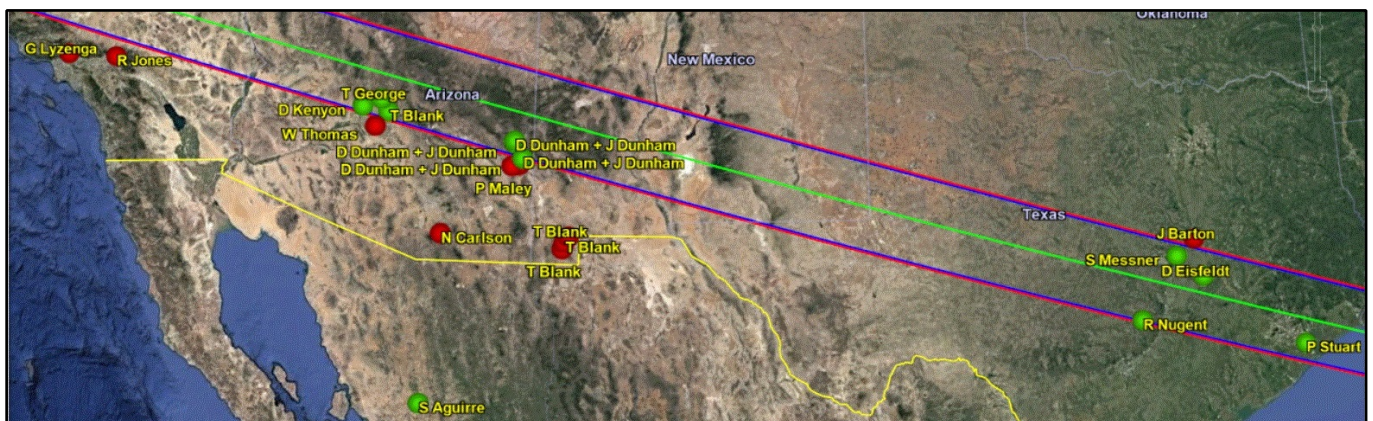 Oklahoma
G Lyzenga
R Jones
New Mexico
T George
Arizona
D Kenyon
T Blank
W Thomas
D Dunham + J Dunham
D Dunham + J Dunham
D Dunham + J Dunham
D Dunham + J Dunham
P Maley
Texas
N Carlson
T Blank
T Blank
T Blank
J Barton
S Messner
D Eisfeldt
R Nugent
P Stuart
S Aguirre